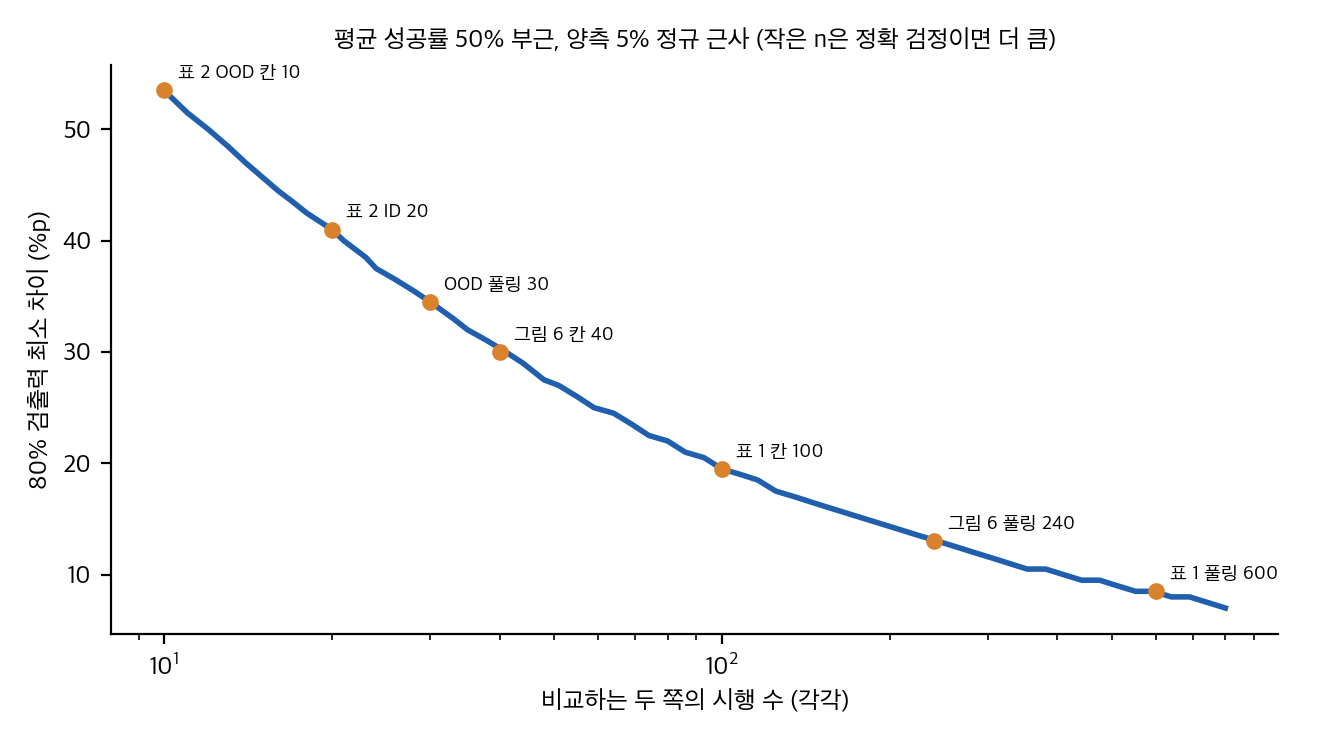 평균 성공률 50% 부근, 양측 5% 정규 근사 (작은 n은 정확 검정이면 더 큼)
표 2 OOD 칸 10
표 2 ID 20
OOD 풀링 30
그림 6 칸 40
표 1 칸 100
그림 6 풀링 240
표 1 풀링 600
80% 검출력 최소 차이 (%p)
50
40
30
20
10
10¹
10²
비교하는 두 쪽의 시행 수 (각각)